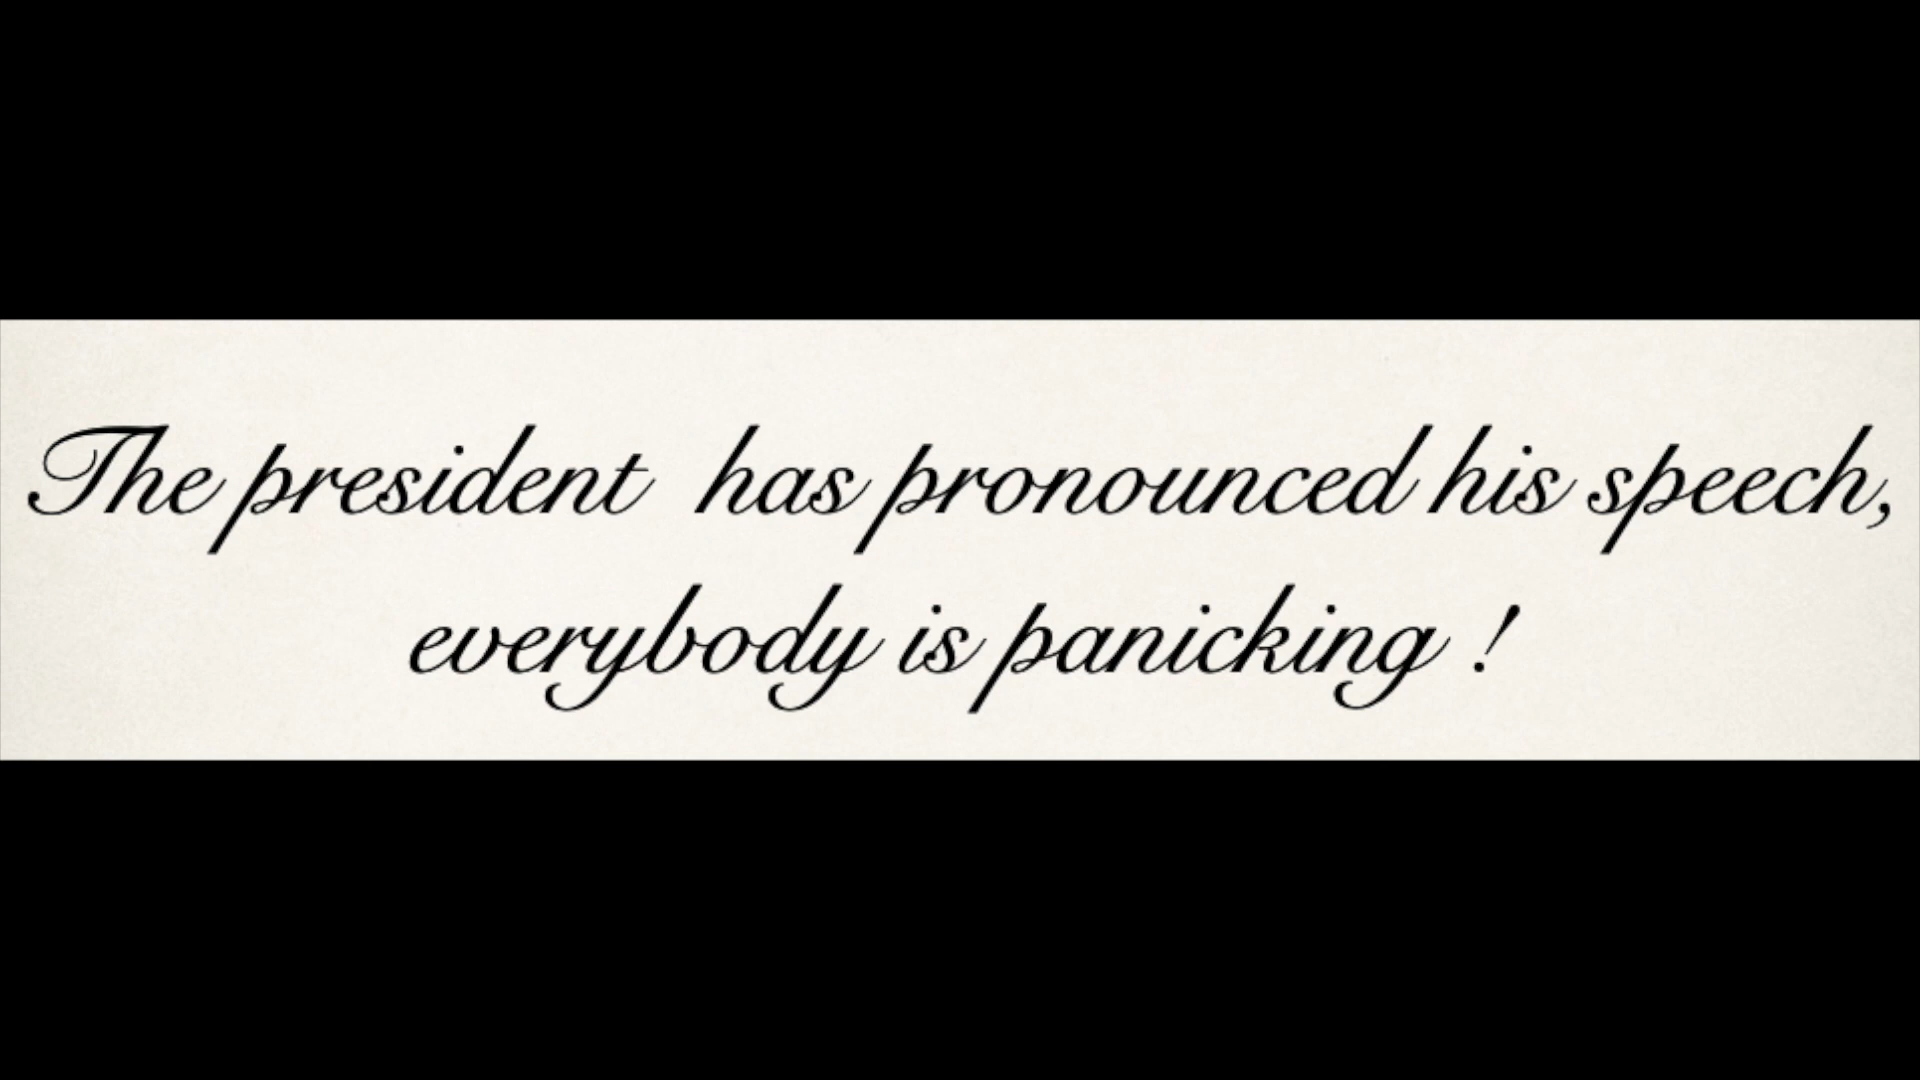 The president  has pronounced his speech,
everybody is panicking !